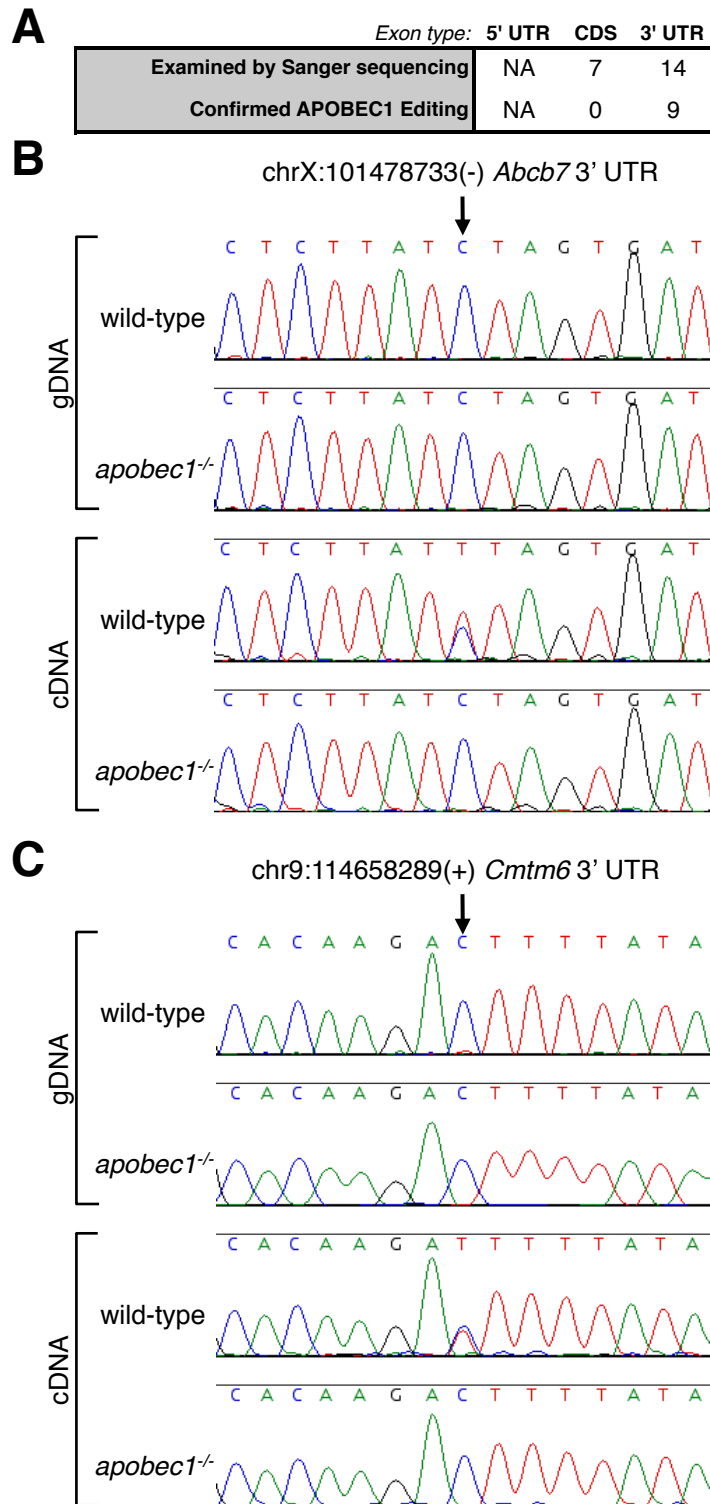 A
Exon type: 5' UTR CDS 3' UTR
Examined by Sanger sequencing NA 7 14
Confirmed APOBEC1 Editing NA 0 9
B
chrX:101478733(-) Abcb7 3' UTR
gDNA
C T C T T A T C T A G T G A T
wild-type
C T C T T A T C T A G T G A T
apobec1-/-
cDNA
C T C T T A T T T A G T G A T
wild-type
C T C T T A T C T A G T G A T
apobec1-/-
C
chr9:114658289(+) Cmtm6 3' UTR
gDNA
C A C A A G A C T T T T A T A
wild-type
C A C A A G A C T T T T A T A
apobec1-/-
cDNA
C A C A A G A T T T T T A T A
wild-type
C A C A A G A C T T T T A T A
apobec1-/-